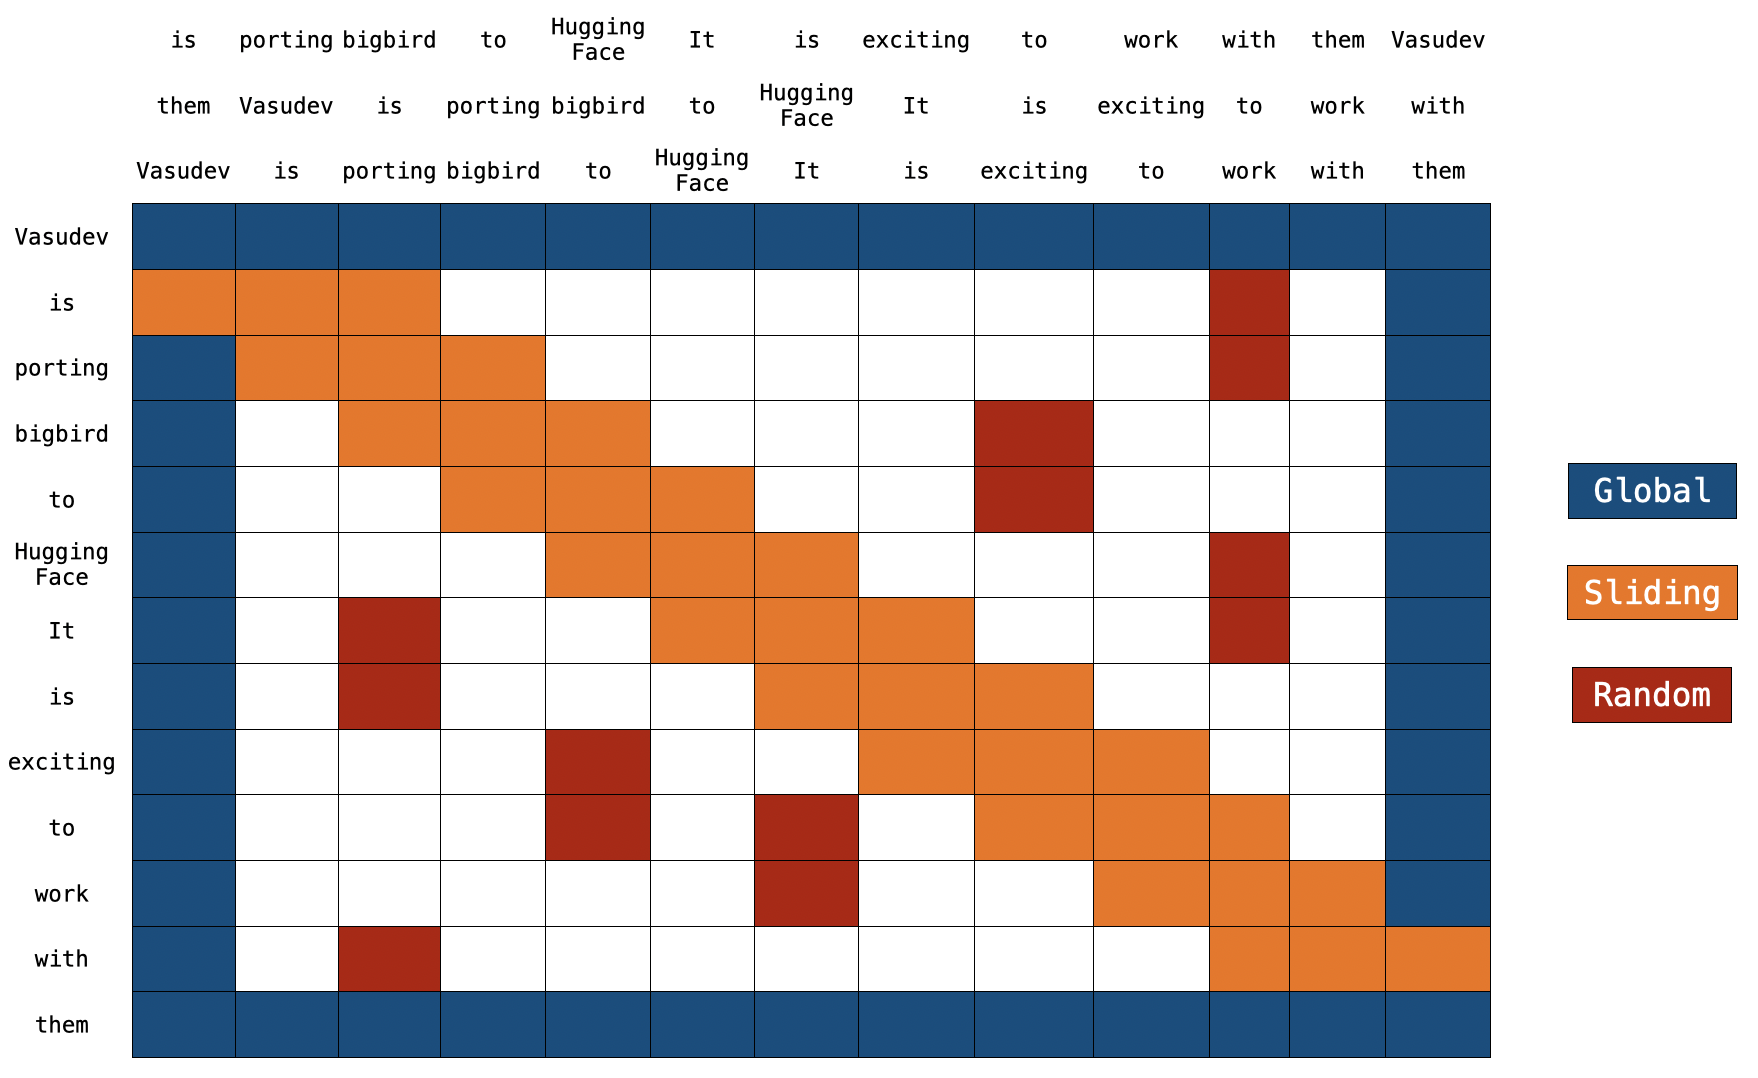 is porting bigbird to Hugging Face It is exciting to work with them Vasudev
them Vasudev is porting bigbird to Hugging Face It is exciting to work with
Vasudev is porting bigbird to Hugging Face It is exciting to work with them
Vasudev
is
porting
bigbird
to
Hugging
Face
It
is
exciting
to
work
with
them
Global
Sliding
Random